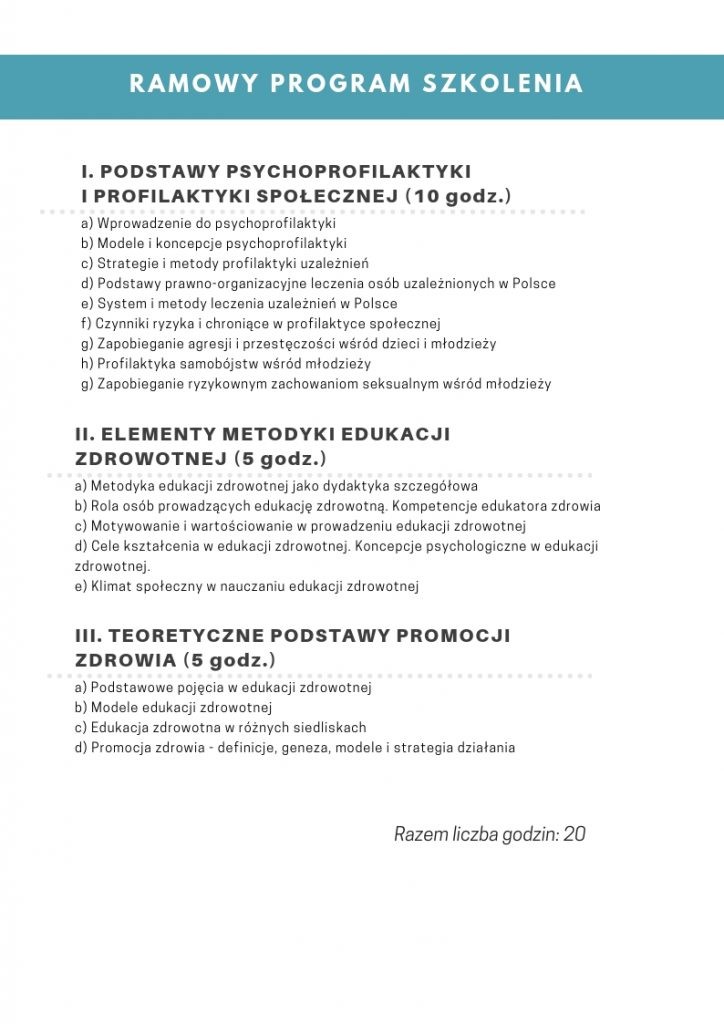 RAMOWY PROGRAM SZKOLENIA
I. PODSTAWY PSYCHOPROFILAKTYKI
I PROFILAKTYKI SPOŁECZNEJ (10 godz.)
a) Wprowadzenie do psychoprofilaktyki
b) Modele i koncepcje psychoprofilaktyki
c) Strategie i metody profilaktyki uzależnień
d) Podstawy prawno-organizacyjne leczenia osób uzależnionych w Polsce
e) System i metody leczenia uzależnień w Polsce
f) Czynniki ryzyka i chroniące w profilaktyce społecznej
g) Zapobieganie agresji i przestęczości wśród dzieci i młodzieży
h) Profilaktyka samobójstw wśród młodzieży
g) Zapobieganie ryzykownym zachowaniom seksualnym wśród młodzieży
II. ELEMENTY METODYKI EDUKACJI
ZDROWOTNEJ (5 godz.)
a) Metodyka edukacji zdrowotnej jako dydaktyka szczegółowa
b) Rola osób prowadzących edukację zdrowotną. Kompetencje edukatora zdrowia
c) Motywowanie i wartościowanie w prowadzeniu edukacji zdrowotnej
d) Cele kształcenia w edukacji zdrowotnej. Koncepcje psychologiczne w edukacji
zdrowotnej.
e) Klimat społeczny w nauczaniu edukacji zdrowotnej
III. TEORETYCZNE PODSTAWY PROMOCJI
ZDROWIA (5 godz.)
a) Podstawowe pojęcia w edukacji zdrowotnej
b) Modele edukacji zdrowotnej
c) Edukacja zdrowotna w różnych siedliskach
d) Promocja zdrowia - definicje, geneza, modele i strategia działania
Razem liczba godzin: 20